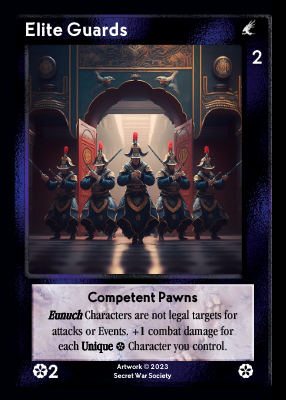 Elite Guards
2
Competent Pawns
Eunuch Characters are not legal targets for
attacks or Events. +1 combat damage for
each Unique Character you control.
2
Artwork © 2023
Secret War Society